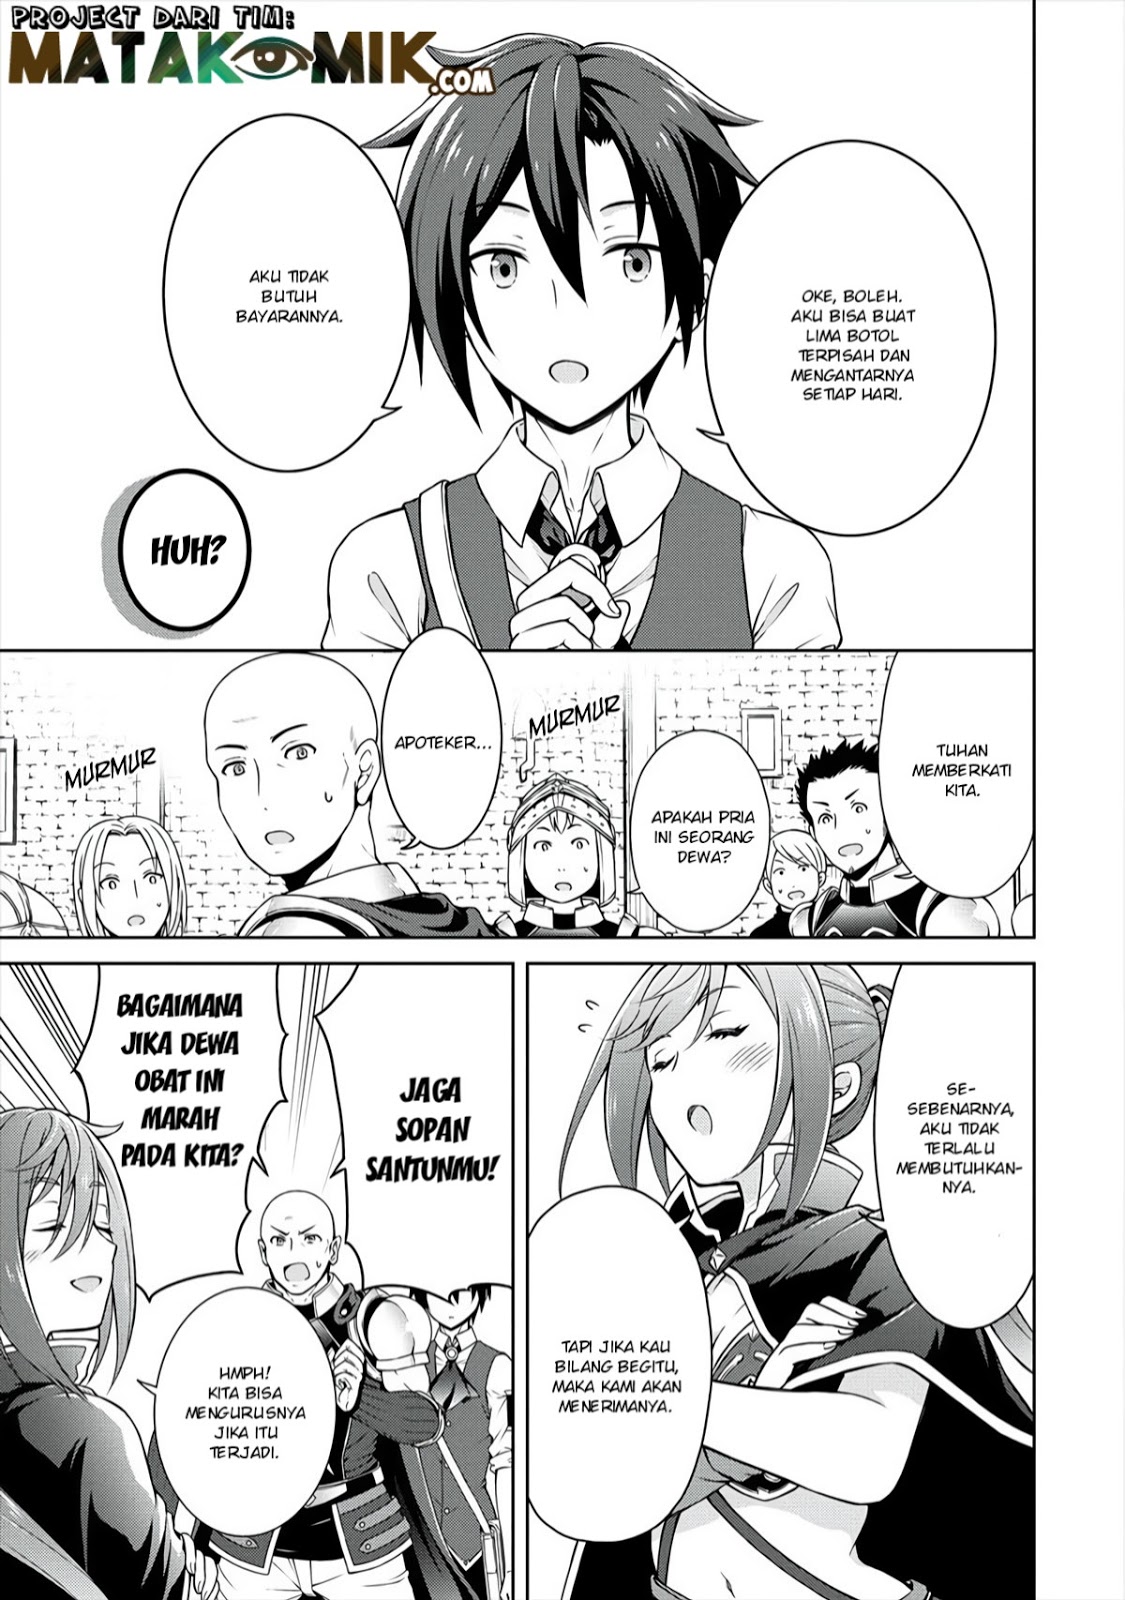 PROJECT DARI TIM:
MATAKOMIK
.COM
OKE, BOLEH.
AKU BISA BUAT
LIMA BOTOL
TERPISAH DAN
MENGANTARNYA
SETIAP HARI.
AKU TIDAK
BUTUH
BAYARANNYA.
HUH?
TUHAN
MEMBERKATI
KITA.
APAKAH PRIA
INI SEORANG
DEWA?
MURMUR
APOTEKER...
MURMUR
SE-
SEBENARNYA,
AKU TIDAK
TERLALU
MEMBUTUHKAN-
NYA.
TAPI JIKA KAU
BILANG BEGITU,
MAKA KAMI AKAN
MENERIMANYA.
JAGA
SOPAN
SANTUNMU!
BAGAIMANA
JIKA DEWA
OBAT INI
MARAH
PADA KITA?
HMPH!
KITA BISA
MENGURUSNYA
JIKA ITU
TERJADI.